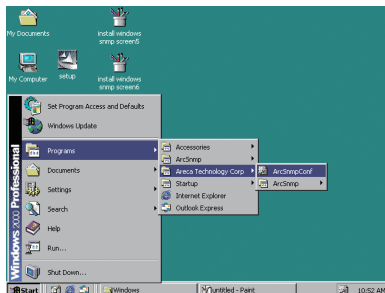 My Documents
install windows
snmp screen5
My Computer
setup
install windows
snmp screen6
Set Program Access and Defaults
Windows Update
Programs
Accessories
ArcSnmp
Areca Technology Corp
ArcSnmpConf
Documents
Startup
ArcSnmp
Settings
Internet Explorer
Search
Outlook Express
Help
Run...
Shut Down...
Windows 2000 Professional
Start
Windows
untitled - Paint
10:52 AM